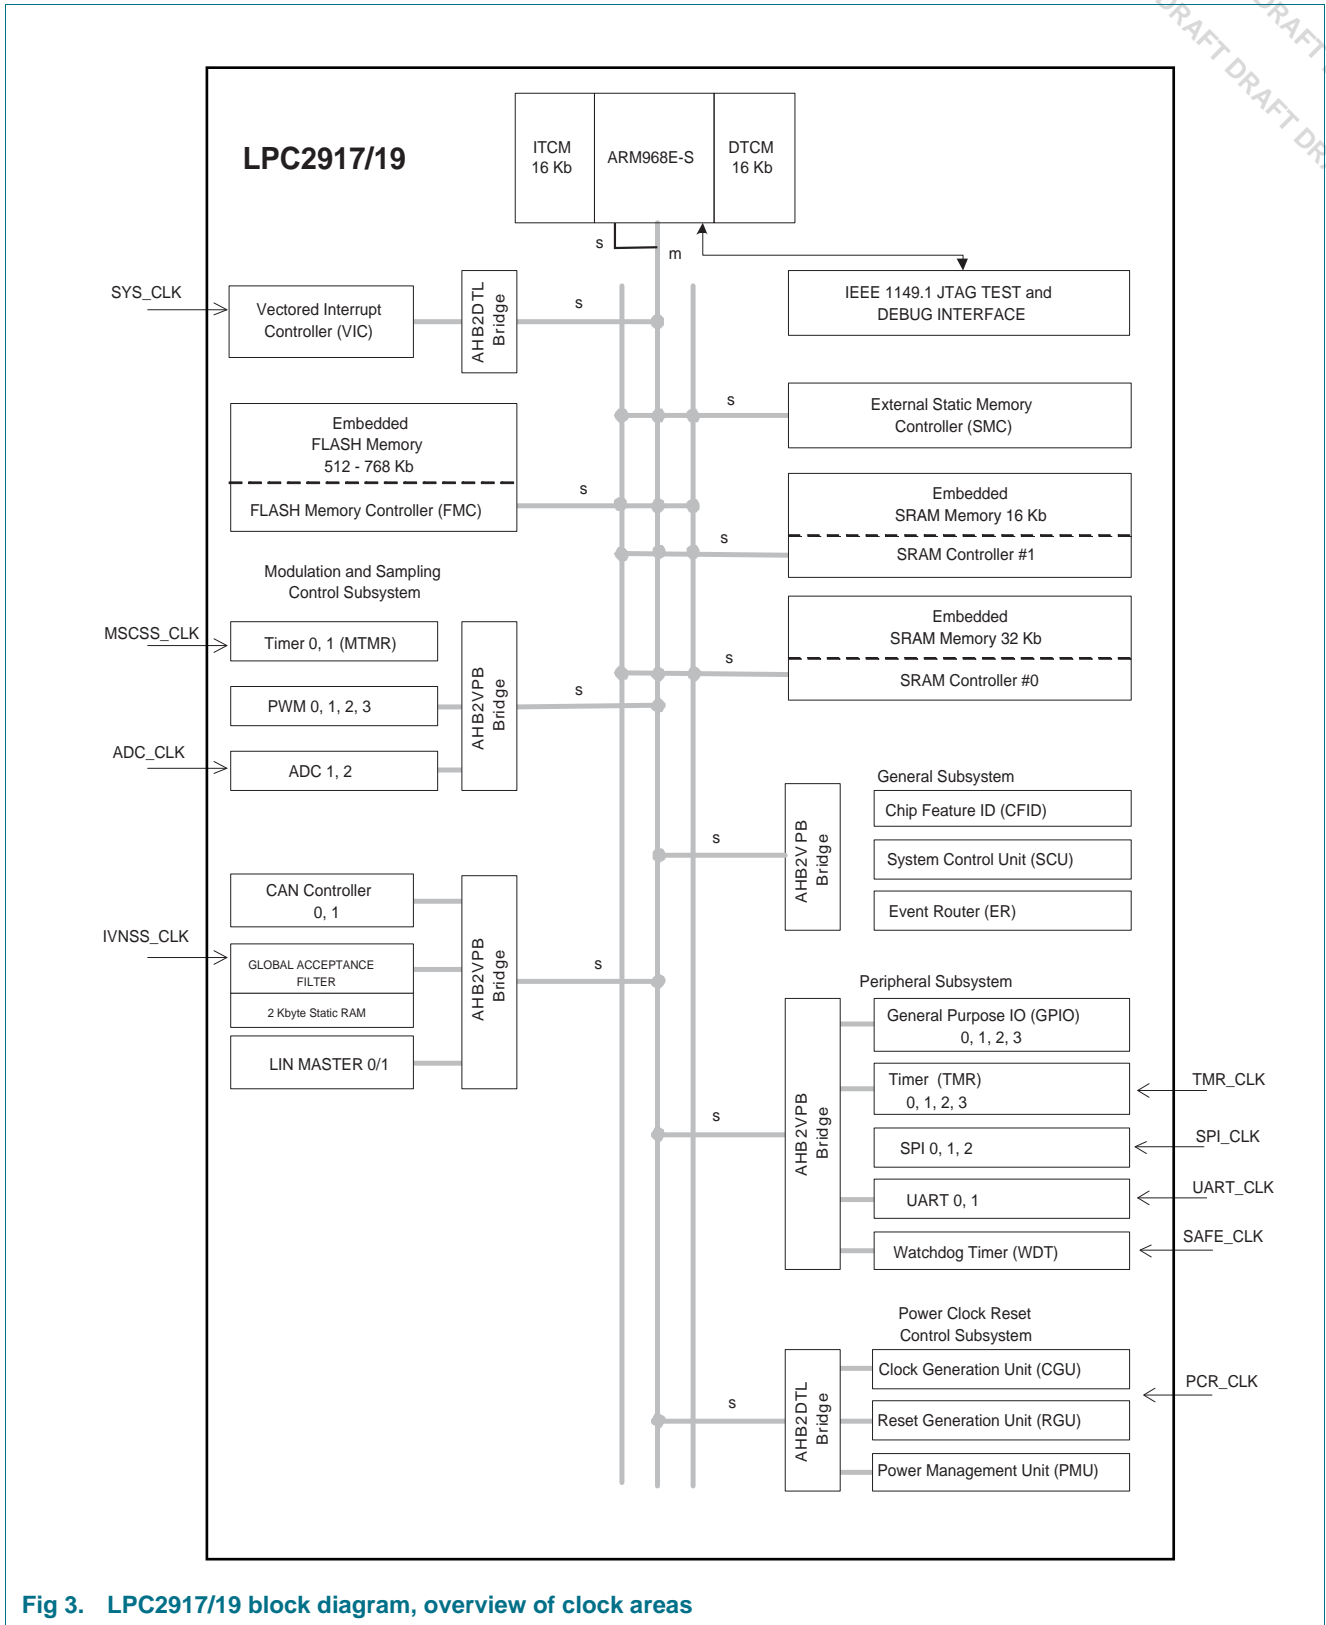 DRAFT DRAFT DRA
DRAFT
LPC2917/19
ITCM
16 Kb
ARM968E-S
DTCM
16 Kb
s
m
SYS_CLK
Vectored Interrupt
Controller (VIC)
AHB2DTL
Bridge
s
IEEE 1149.1 JTAG TEST and
DEBUG INTERFACE
s
External Static Memory
Controller (SMC)
Embedded
FLASH Memory
512 - 768 Kb
FLASH Memory Controller (FMC)
s
Embedded
SRAM Memory 16 Kb
SRAM Controller #1
s
Modulation and Sampling
Control Subsystem
MSCSS_CLK
Timer 0, 1 (MTMR)
PWM 0, 1, 2, 3
ADC_CLK
ADC 1, 2
AHB2VPB
Bridge
s
Embedded
SRAM Memory 32 Kb
SRAM Controller #0
s
General Subsystem
Chip Feature ID (CFID)
System Control Unit (SCU)
Event Router (ER)
AHB2VPB
Bridge
s
CAN Controller
0, 1
IVNSS_CLK
GLOBAL ACCEPTANCE
FILTER
2 Kbyte Static RAM
LIN MASTER 0/1
AHB2VPB
Bridge
s
Peripheral Subsystem
General Purpose IO (GPIO)
0, 1, 2, 3
Timer (TMR)
0, 1, 2, 3
TMR_CLK
SPI 0, 1, 2
SPI_CLK
UART 0, 1
UART_CLK
Watchdog Timer (WDT)
SAFE_CLK
AHB2VPB
Bridge
s
Power Clock Reset
Control Subsystem
Clock Generation Unit (CGU)
PCR_CLK
Reset Generation Unit (RGU)
Power Management Unit (PMU)
AHB2DTL
Bridge
s
Fig 3. LPC2917/19 block diagram, overview of clock areas